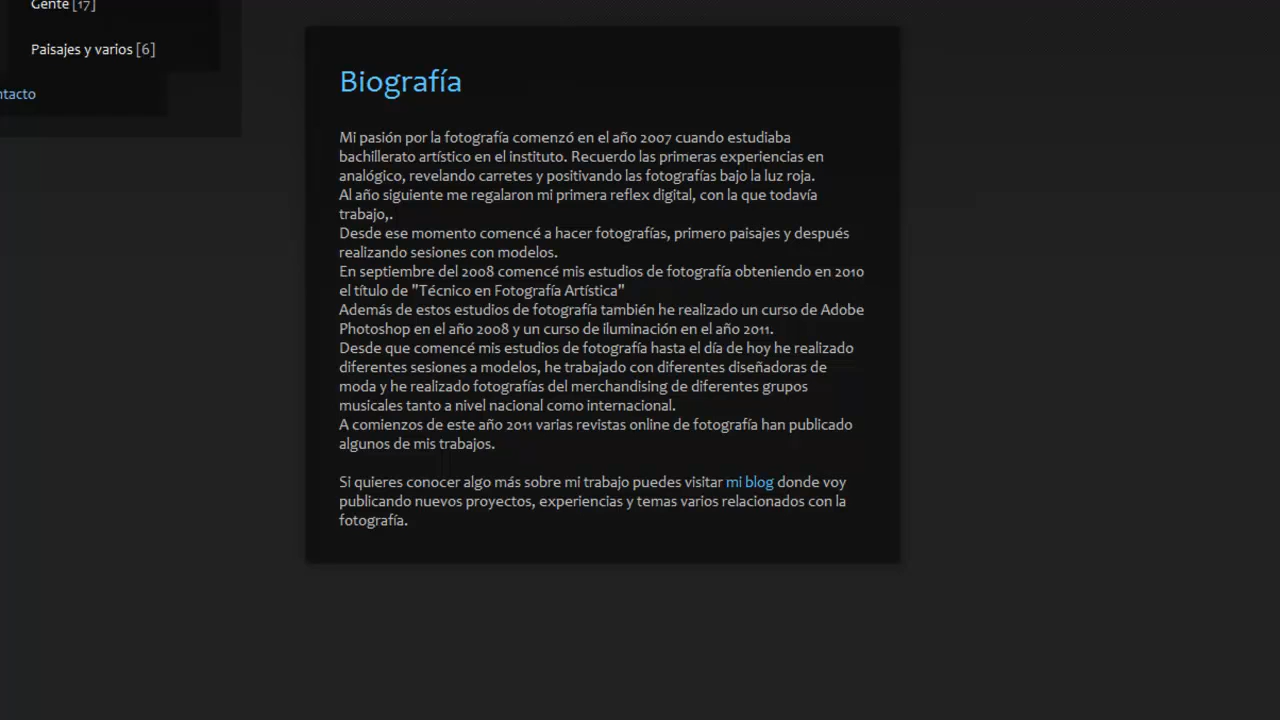 Gente [17]
Paisajes y varios [6]
ntacto
Biografía
Mi pasión por la fotografía comenzó en el año 2007 cuando estudiaba
bachillerato artístico en el instituto. Recuerdo las primeras experiencias en
analógico, revelando carretes y positivando las fotografías bajo la luz roja.
Al año siguiente me regalaron mi primera reflex digital, con la que todavía
trabajo,.
Desde ese momento comencé a hacer fotografías, primero paisajes y después
realizando sesiones con modelos.
En septiembre del 2008 comencé mis estudios de fotografía obteniendo en 2010
el título de "Técnico en Fotografía Artística"
Además de estos estudios de fotografía también he realizado un curso de Adobe
Photoshop en el año 2008 y un curso de iluminación en el año 2011.
Desde que comencé mis estudios de fotografía hasta el día de hoy he realizado
diferentes sesiones a modelos, he trabajado con diferentes diseñadoras de
moda y he realizado fotografías del merchandising de diferentes grupos
musicales tanto a nivel nacional como internacional.
A comienzos de este año 2011 varias revistas online de fotografía han publicado
algunos de mis trabajos.
Si quieres conocer algo más sobre mi trabajo puedes visitar mi blog donde voy
publicando nuevos proyectos, experiencias y temas varios relacionados con la
fotografía.